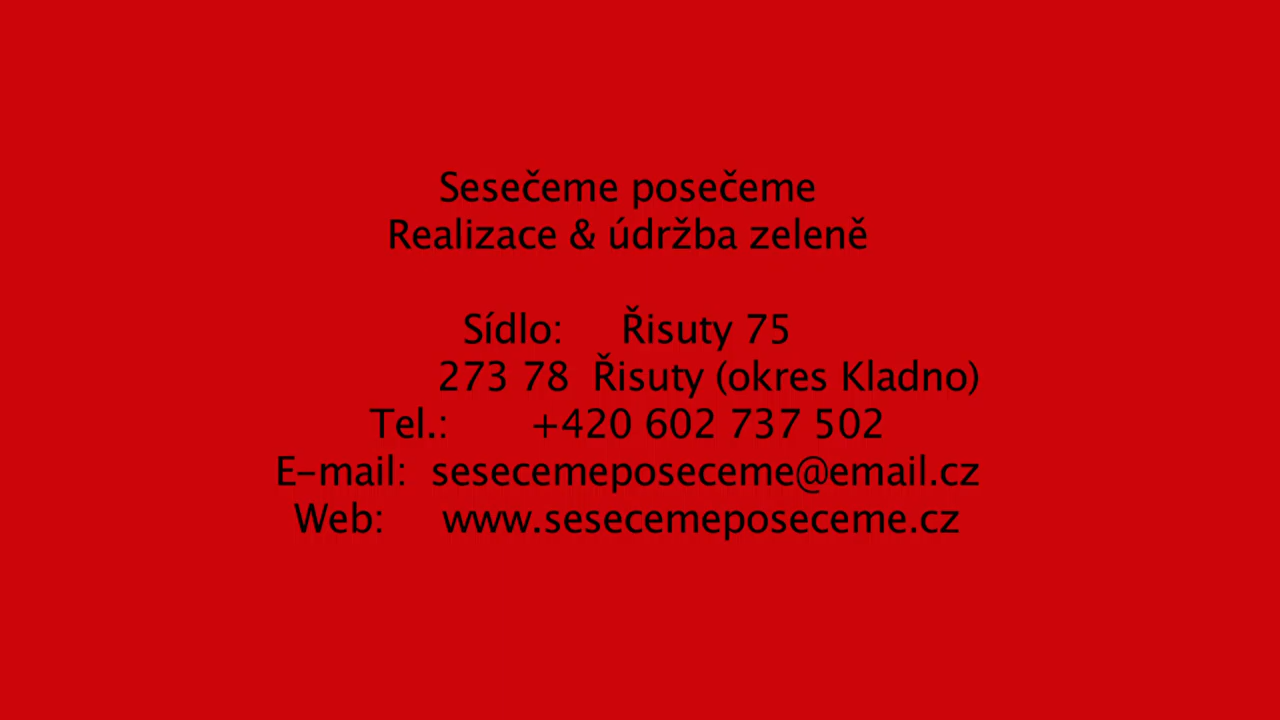 Sesečeme posečeme
Realizace & údržba zeleně
Sídlo: Řisuty 75
273 78 Řisuty (okres Kladno)
Tel.: +420 602 737 502
E-mail: sesecemeposeceme@email.cz
Web: www.sesecemeposeceme.cz